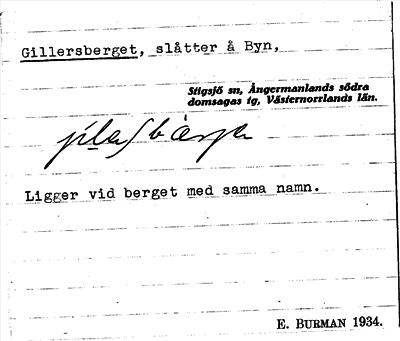 Gillersberget, slåtter å Byn,
Stigsjö sn, Ångermanlands södra
domsagas tg, Västernorrlands län.
Ligger vid berget med samma namn.
E. BURMAN 1934.